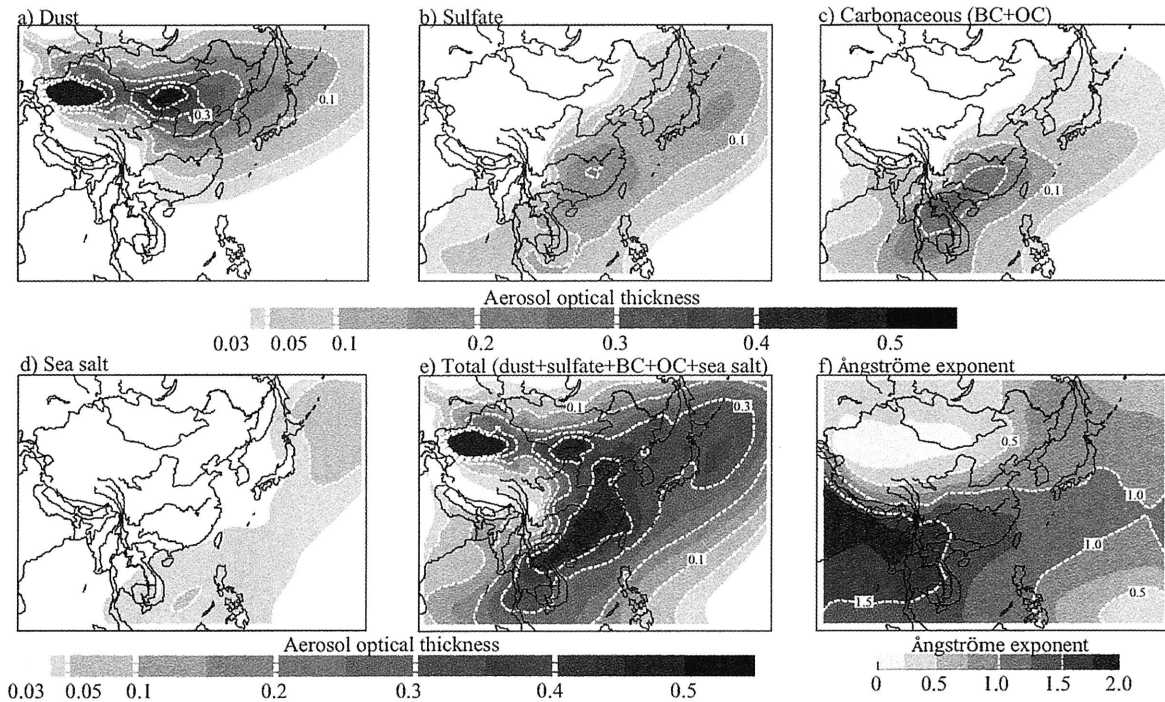 a) Dust
b) Sulfate
c) Carbonaceous (BC+OC)
0.1
0.3
0.1
0.1
Aerosol optical thickness
0.03 0.05 0.1 0.2 0.3 0.4 0.5
d) Sea salt
e) Total (dust+sulfate+BC+OC+sea salt)
f) Ångströme exponent
0.1
0.3
0.1
0.5
1.0
1.0
1.5
0.5
Aerosol optical thickness
0.03 0.05 0.1 0.2 0.3 0.4 0.5
Ångströme exponent
0 0.5 1.0 1.5 2.0